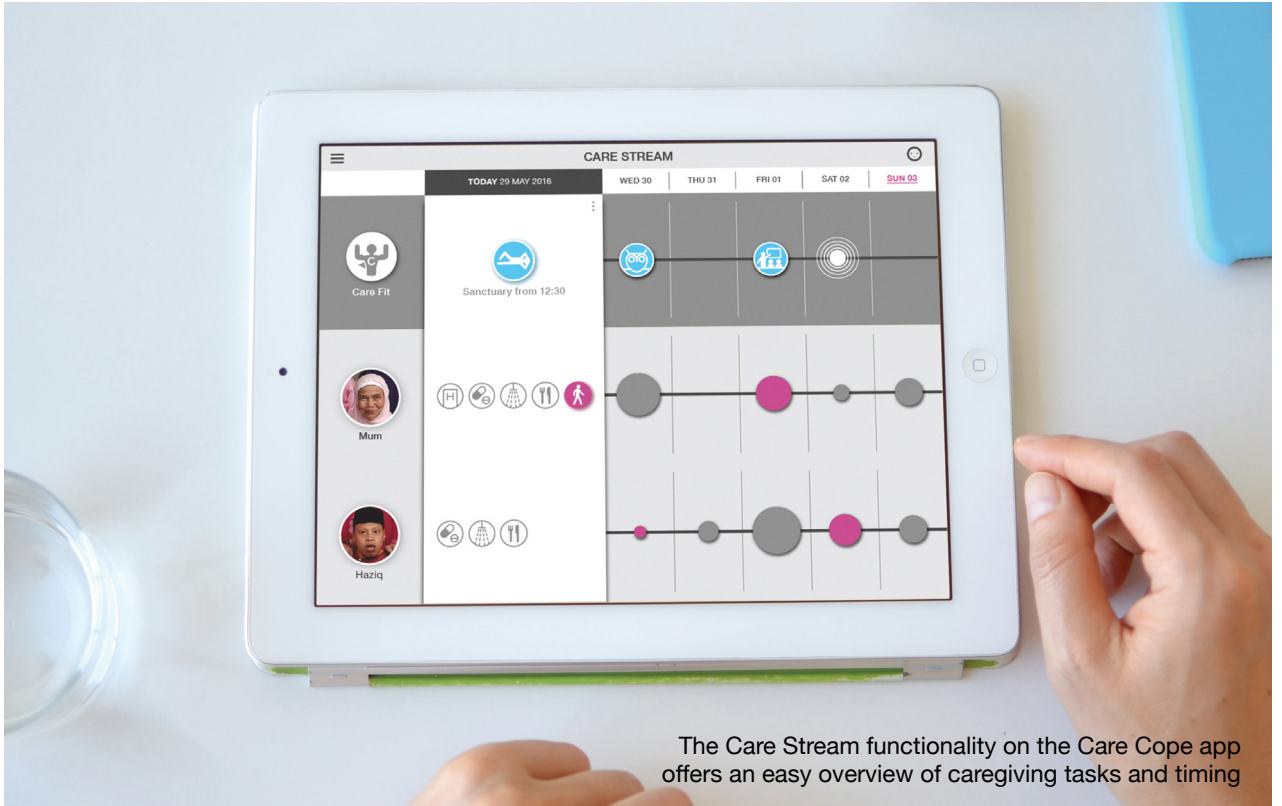 CARE STREAM
TODAY 29 MAY 2016 WED 30 THU 31 FRI 01 SAT 02 SUN 03
C
Care Fit
Sanctuary from 12:30
H
Mum
Haziq
The Care Stream functionality on the Care Cope app
offers an easy overview of caregiving tasks and timing